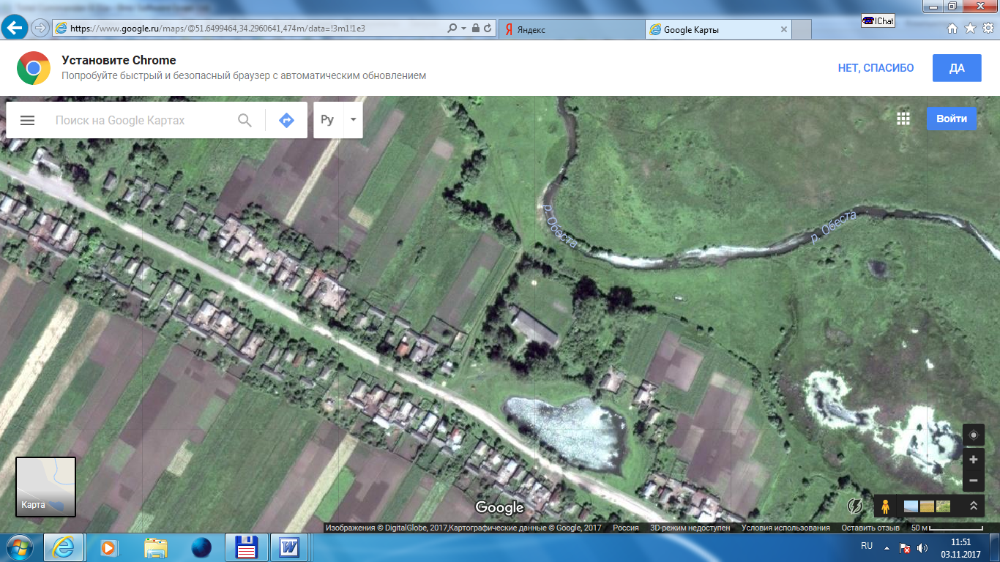 https://www.google.ru/maps/@51.6499464,34.2960641,474m/data=!3m1!1e3
Яндекс
Google Карты
IChat
Установите Chrome
Попробуйте быстрый и безопасный браузер с автоматическим обновлением
НЕТ, СПАСИБО
ДА
Поиск на Google Картах
Ру
Войти
р. Обеста
р. Обеста
Карта
Google
Изображения © DigitalGlobe, 2017,Картографические данные © Google, 2017
Россия
3D-режим недоступен
Условия использования
Оставить отзыв
50 м
RU
11:51
03.11.2017